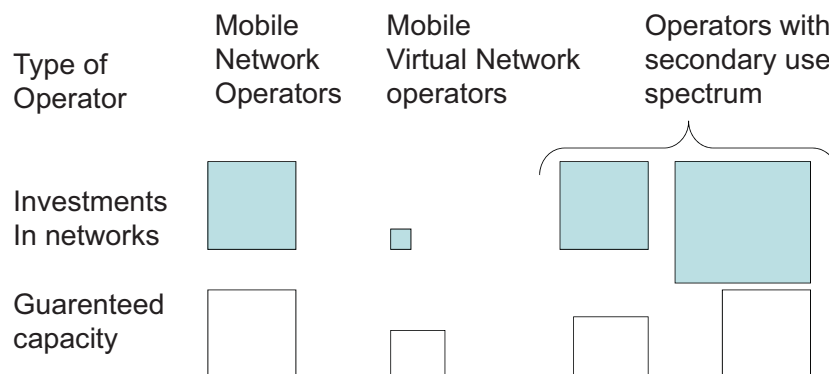 Type of
Operator
Mobile
Network
Operators
Mobile
Virtual Network
operators
Operators with
secondary use
spectrum
Investments
In networks
Guarenteed
capacity